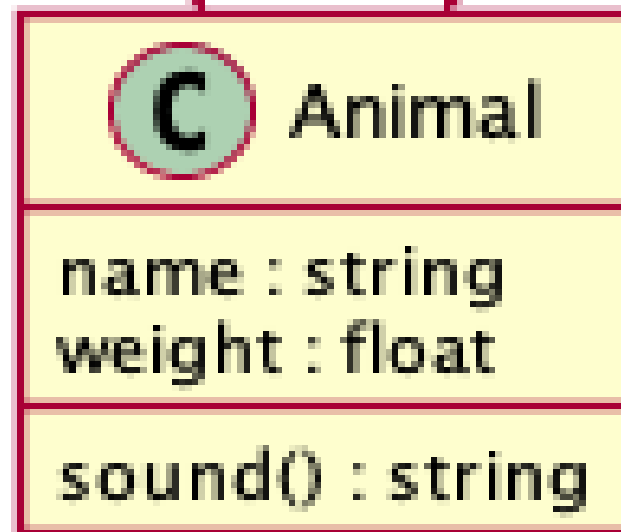 C Animal
name : string
weight : float
sound() : string